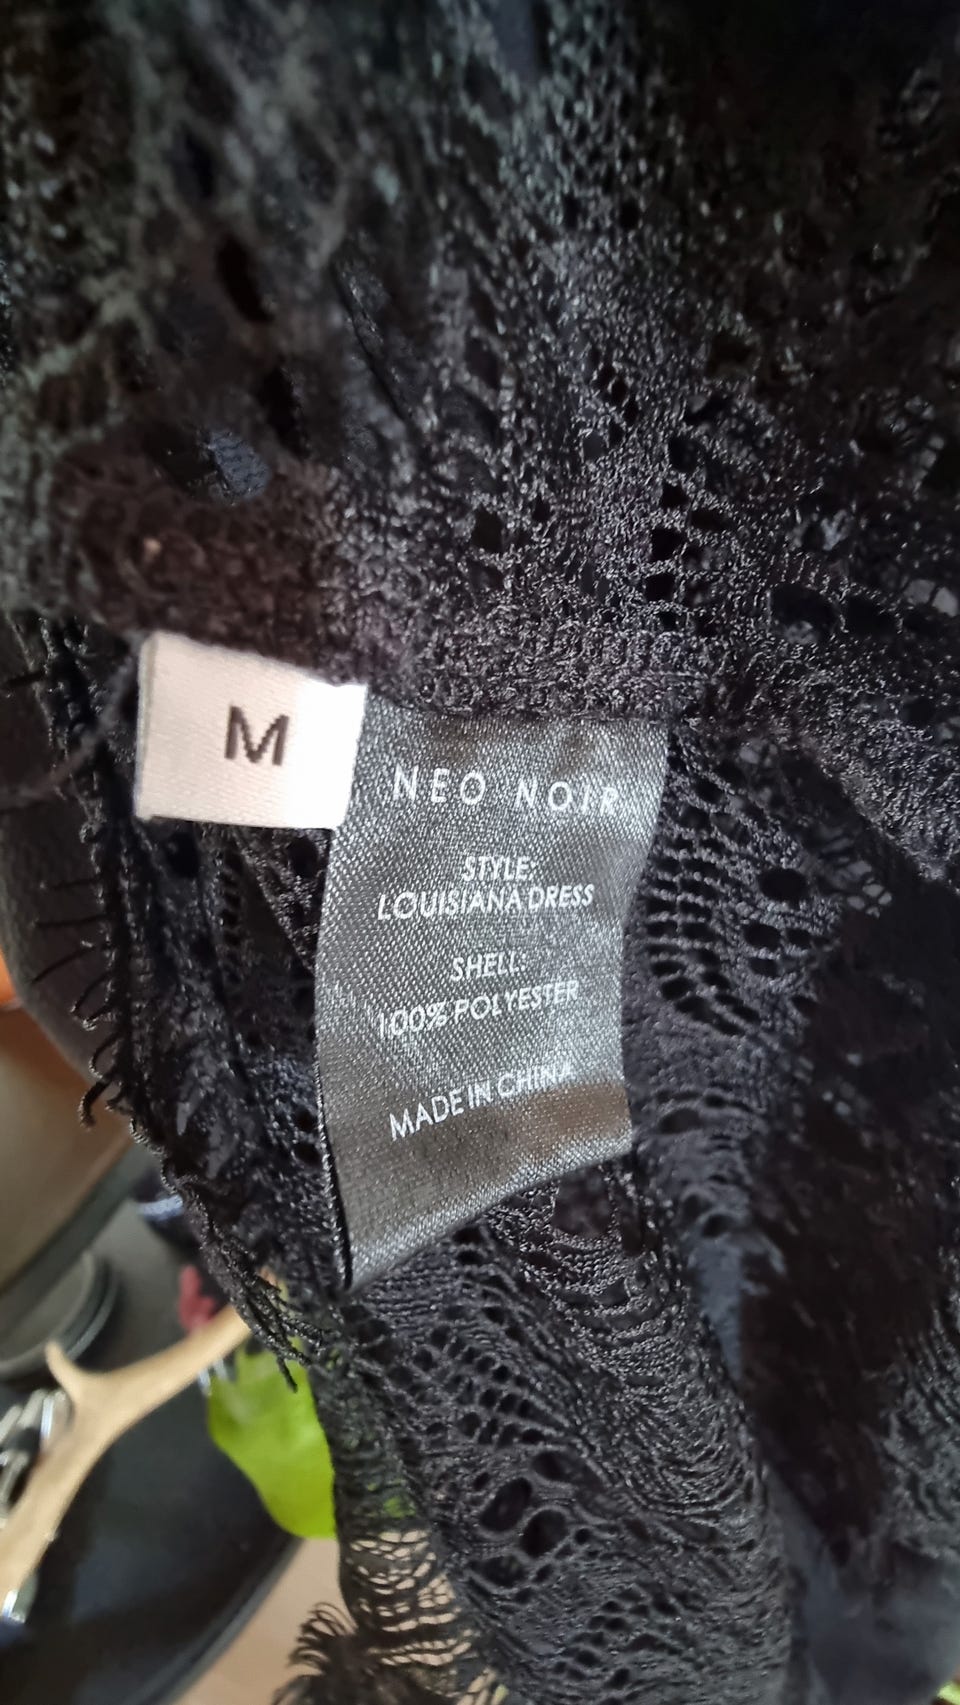 M
NEO NOIR
STYLE:
LOUISIANA DRESS
SHELL:
100% POLYESTER
MADE IN CHINA